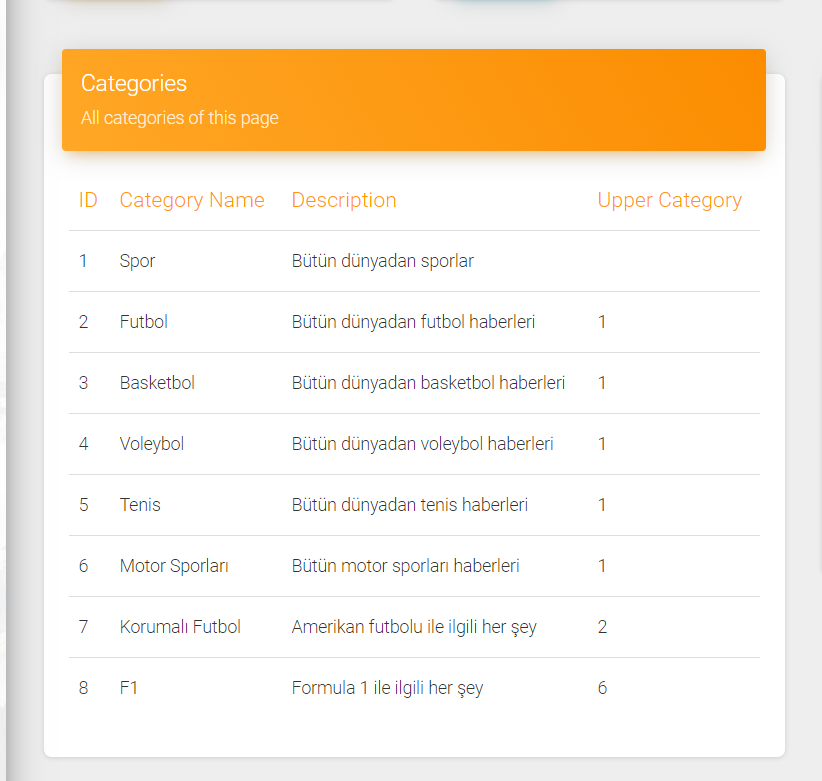 Categories
All categories of this page
ID Category Name Description Upper Category
1 Spor Bütün dünyadan sporlar
2 Futbol Bütün dünyadan futbol haberleri 1
3 Basketbol Bütün dünyadan basketbol haberleri 1
4 Voleybol Bütün dünyadan voleybol haberleri 1
5 Tenis Bütün dünyadan tenis haberleri 1
6 Motor Sporları Bütün motor sporları haberleri 1
7 Korumalı Futbol Amerikan futbolu ile ilgili her şey 2
8 F1 Formula 1 ile ilgili her şey 6